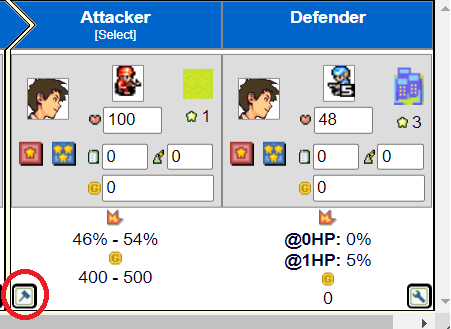 Attacker
[Select]
Defender
100
1
48
3
0
0
0
0
G
0
G
0
46% - 54%
G
400 - 500
@0HP: 0%
@1HP: 5%
G
0